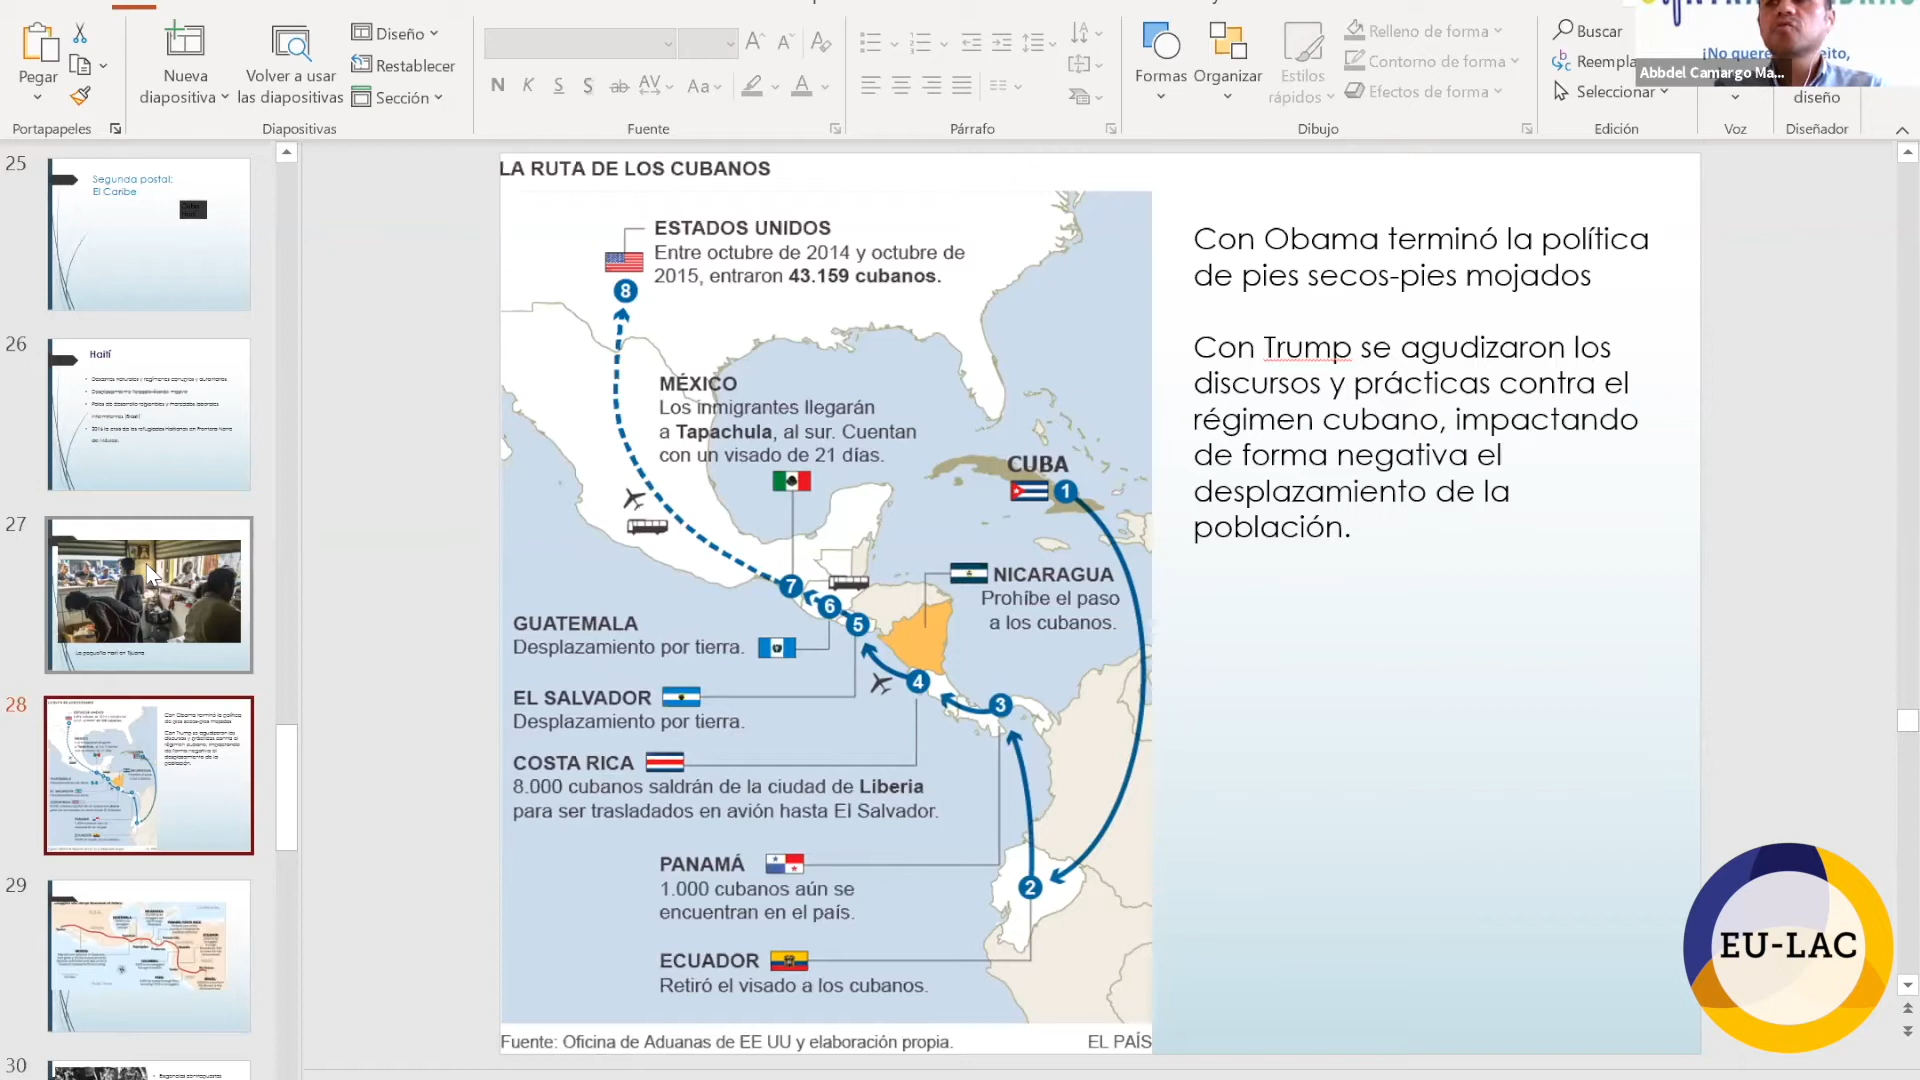 Pegar
Portapapeles
Nueva
diapositiva
Volver a usar
las diapositivas
Diseño
Restablecer
Sección
Diapositivas
N K S S ab AV Aa A
Fuente
Párrafo
Formas
Organizar
Estilos
rápidos
Relleno de forma
Contorno de forma
Efectos de forma
Dibujo
Buscar
Seleccionar
Edición
Voz
diseño
Diseñador
¡No quere
Abbdel Camargo Ma...
25
Segunda postal:
El Caribe
26
Haití
27
28
29
30
LA RUTA DE LOS CUBANOS
ESTADOS UNIDOS
Entre octubre de 2014 y octubre de
2015, entraron 43.159 cubanos.
8
MÉXICO
Los inmigrantes llegarán
a Tapachula, al sur. Cuentan
con un visado de 21 días.
CUBA
1
7
6
5
NICARAGUA
Prohíbe el paso
a los cubanos.
GUATEMALA
Desplazamiento por tierra.
4
3
EL SALVADOR
Desplazamiento por tierra.
COSTA RICA
8.000 cubanos saldrán de la ciudad de Liberia
para ser trasladados en avión hasta El Salvador.
PANAMÁ
1.000 cubanos aún se
encuentran en el país.
2
ECUADOR
Retiró el visado a los cubanos.
Fuente: Oficina de Aduanas de EE UU y elaboración propia.
EL PAÍS
Con Obama terminó la política
de pies secos-pies mojados
Con Trump se agudizaron los
discursos y prácticas contra el
régimen cubano, impactando
de forma negativa el
desplazamiento de la
población.
EU-LAC